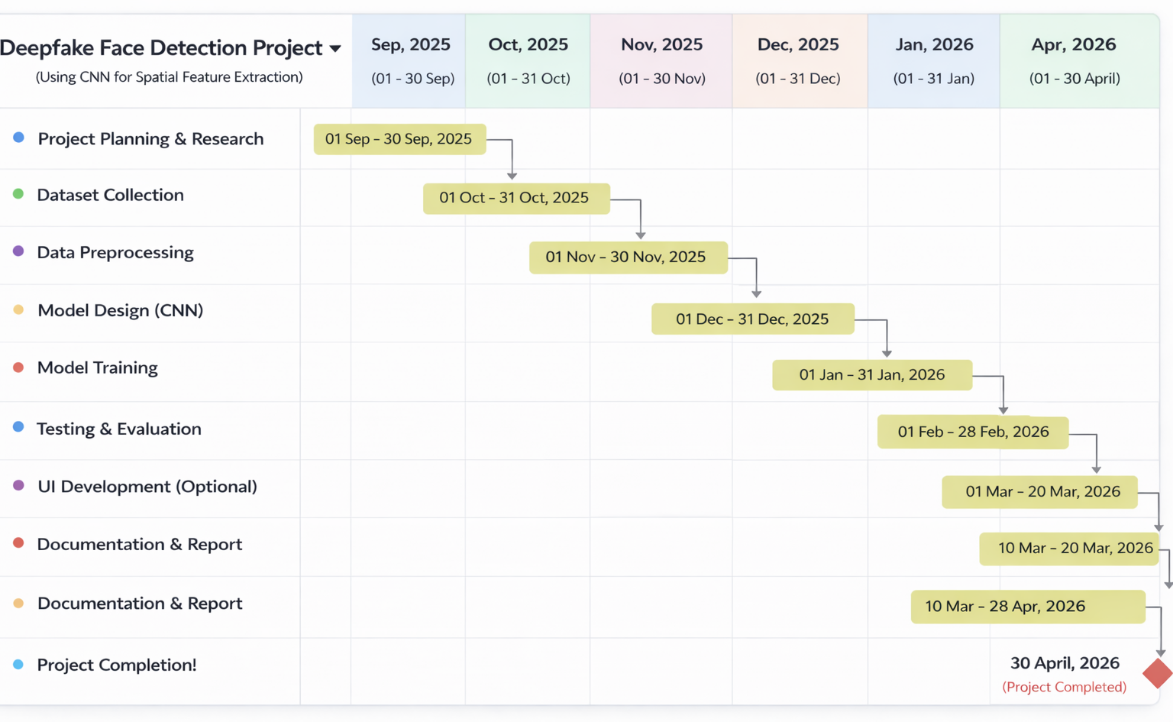 Deepfake Face Detection Project
(Using CNN for Spatial Feature Extraction)
Sep, 2025
(01 - 30 Sep)
Oct, 2025
(01 - 31 Oct)
Nov, 2025
(01 - 30 Nov)
Dec, 2025
(01 - 31 Dec)
Jan, 2026
(01 - 31 Jan)
Apr, 2026
(01 - 30 April)
Project Planning & Research
01 Sep – 30 Sep, 2025
Dataset Collection
01 Oct – 31 Oct, 2025
Data Preprocessing
01 Nov – 30 Nov, 2025
Model Design (CNN)
01 Dec – 31 Dec, 2025
Model Training
01 Jan – 31 Jan, 2026
Testing & Evaluation
01 Feb – 28 Feb, 2026
UI Development (Optional)
01 Mar – 20 Mar, 2026
Documentation & Report
10 Mar – 20 Mar, 2026
Documentation & Report
10 Mar – 28 Apr, 2026
Project Completion!
30 April, 2026
(Project Completed)